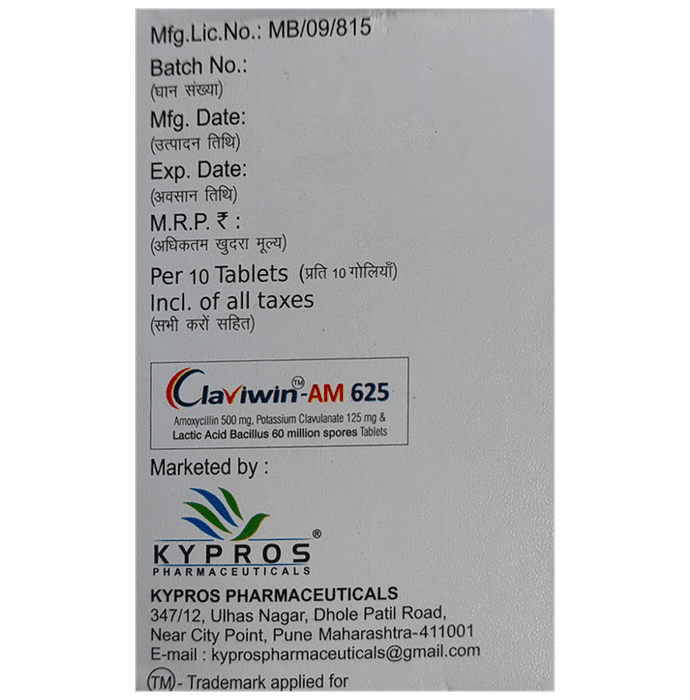 Mfg.Lic.No.: MB/09/815
Batch No.:
(घान संख्या)
Mfg. Date:
(उत्पादन तिथि)
Exp. Date:
(अवसान तिथि)
M.R.P. ₹ :
(अधिकतम खुदरा मूल्य)
Per 10 Tablets (प्रति 10 गोलियाँ)
Incl. of all taxes
(सभी करों सहित)
Claviwin™-AM 625
Amoxycillin 500 mg, Potassium Clavulanate 125 mg &
Lactic Acid Bacillus 60 million spores Tablets
Marketed by :
KYPROS®
PHARMACEUTICALS
KYPROS PHARMACEUTICALS
347/12, Ulhas Nagar, Dhole Patil Road,
Near City Point, Pune Maharashtra-411001
E-mail : kyprospharmaceuticals@gmail.com
TM - Trademark applied for